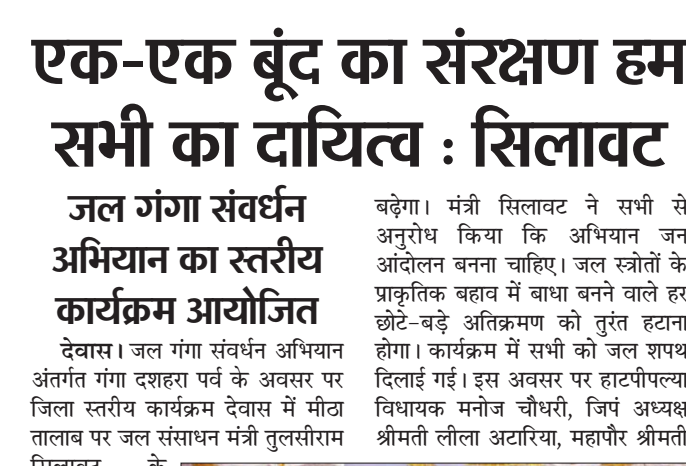 एक-एक बूंद का संरक्षण हम
सभी का दायित्व : सिलावट
जल गंगा संवर्धन
अभियान का स्तरीय
कार्यक्रम आयोजित
देवास। जल गंगा संवर्धन अभियान
अंतर्गत गंगा दशहरा पर्व के अवसर पर
जिला स्तरीय कार्यक्रम देवास में मीठा
तालाब पर जल संसाधन मंत्री तुलसीराम
सिलावट के
बढ़ेगा। मंत्री सिलावट ने सभी से
अनुरोध किया कि अभियान जन
आंदोलन बनना चाहिए। जल स्त्रोतों के
प्राकृतिक बहाव में बाधा बनने वाले हर
छोटे-बड़े अतिक्रमण को तुरंत हटाना
होगा। कार्यक्रम में सभी को जल शपथ
दिलाई गई। इस अवसर पर हाटपीपल्या
विधायक मनोज चौधरी, जिपं अध्यक्ष
श्रीमती लीला अटारिया, महापौर श्रीमती